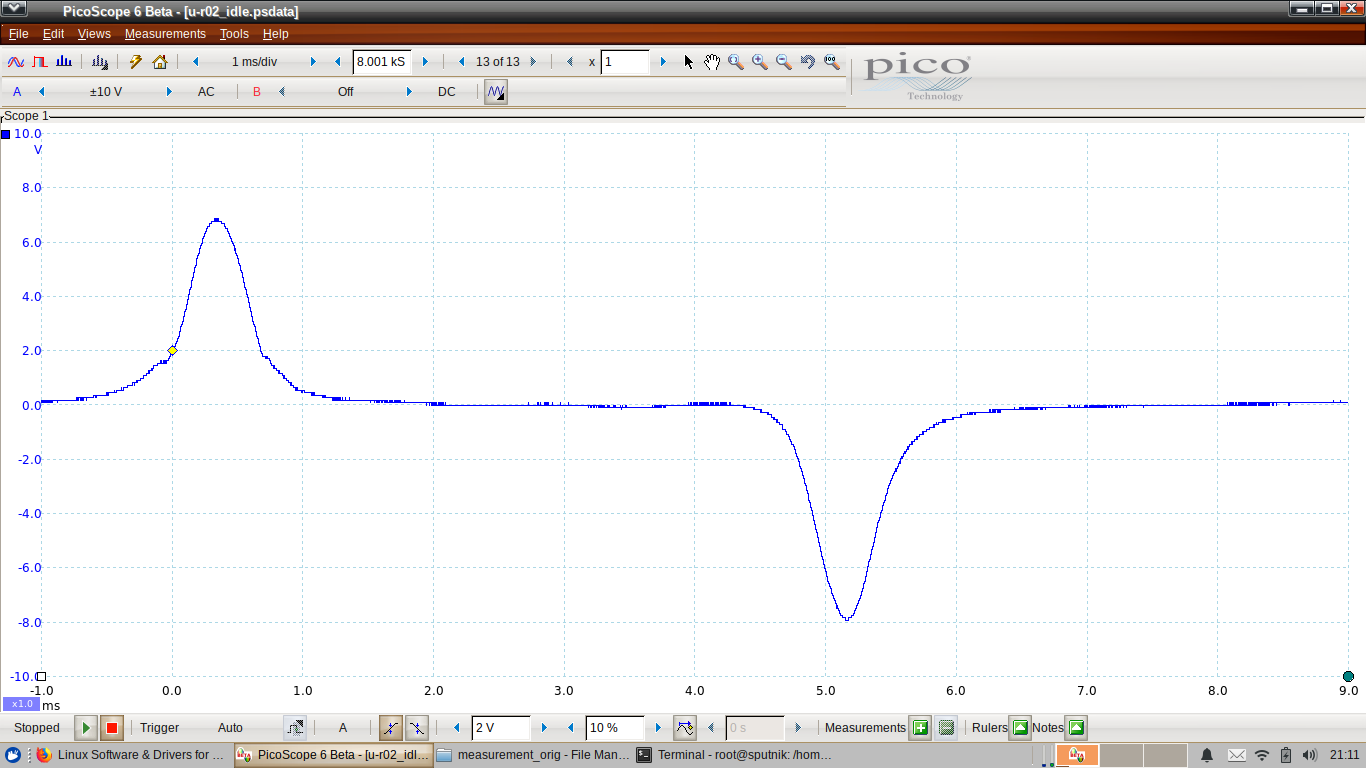 PicoScope 6 Beta - [u-r02_idle.psdata]
File Edit Views Measurements Tools Help
1 ms/div 8.001 kS 13 of 13 x 1
pico
Technology
A ±10 V AC B Off DC
Scope 1
10.0
V
8.0
6.0
4.0
2.0
0.0
-2.0
-4.0
-6.0
-8.0
-10.0
-1.0 0.0 1.0 2.0 3.0 4.0 5.0 6.0 7.0 8.0 9.0
x1.0 ms
Stopped Trigger Auto A 2 V 10 % 0 s Measurements Rulers Notes
Linux Software & Drivers for ... PicoScope 6 Beta - [u-r02_idl... measurement_orig - File Man... Terminal - root@sputnik: /hom... 21:11